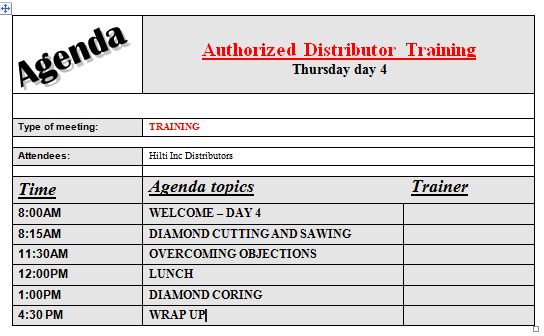 Agenda
Authorized Distributor Training
Thursday day 4
Type of meeting: TRAINING
Attendees: Hilti Inc Distributors
Time Agenda topics Trainer
8:00AM WELCOME – DAY 4
8:15AM DIAMOND CUTTING AND SAWING
11:30AM OVERCOMING OBJECTIONS
12:00PM LUNCH
1:00PM DIAMOND CORING
4:30 PM WRAP UP